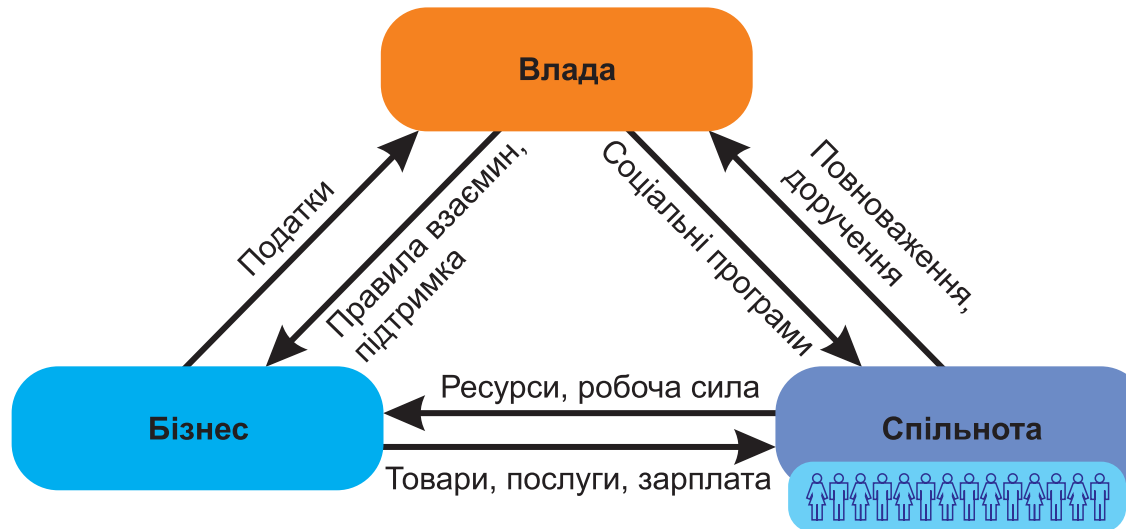 Влада
Податки
Правила взаємин,
підтримка
Соціальні програми
Повноваження,
доручення
Ресурси, робоча сила
Бізнес
Спільнота
Товари, послуги, зарплата